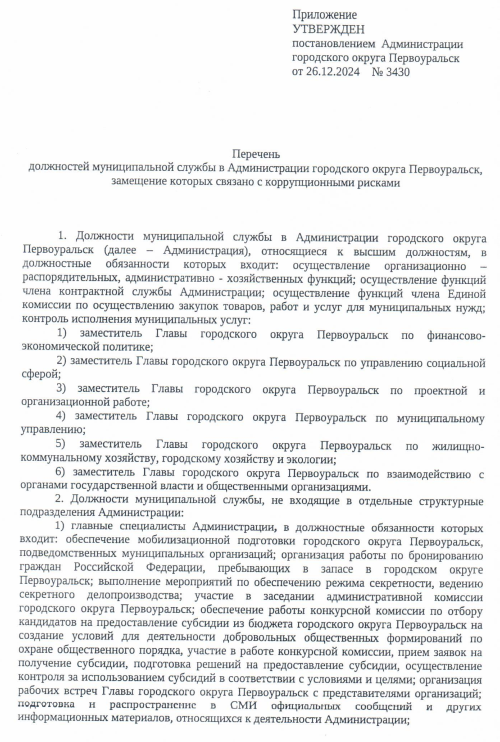 Приложение
УТВЕРЖДЕН
постановлением Администрации
городского округа Первоуральск
от 26.12.2024 № 3430
Перечень
должностей муниципальной службы в Администрации городского округа Первоуральск,
замещение которых связано с коррупционными рисками
1. Должности муниципальной службы в Администрации городского округа
Первоуральск (далее – Администрация), относящиеся к высшим должностям, в
должностные обязанности которых входит: осуществление организационно –
распорядительных, административно - хозяйственных функций; осуществление функций
члена контрактной службы Администрации; осуществление функций члена Единой
комиссии по осуществлению закупок товаров, работ и услуг для муниципальных нужд;
контроль исполнения муниципальных услуг:
1) заместитель Главы городского округа Первоуральск по финансово-
экономической политике;
2) заместитель Главы городского округа Первоуральск по управлению социальной
сферой;
3) заместитель Главы городского округа Первоуральск по проектной и
организационной работе;
4) заместитель Главы городского округа Первоуральск по муниципальному
управлению;
5) заместитель Главы городского округа Первоуральск по жилищно-
коммунальному хозяйству, городскому хозяйству и экологии;
6) заместитель Главы городского округа Первоуральск по взаимодействию с
органами государственной власти и общественными организациями.
2. Должности муниципальной службы, не входящие в отдельные структурные
подразделения Администрации:
1) главные специалисты Администрации, в должностные обязанности которых
входит: обеспечение мобилизационной подготовки городского округа Первоуральск,
подведомственных муниципальных организаций; организация работы по бронированию
граждан Российской Федерации, пребывающих в запасе в городском округе
Первоуральск; выполнение мероприятий по обеспечению режима секретности, ведению
секретного делопроизводства; участие в заседании административной комиссии
городского округа Первоуральск; обеспечение работы конкурсной комиссии по отбору
кандидатов на предоставление субсидии из бюджета городского округа Первоуральск на
создание условий для деятельности добровольных общественных формирований по
охране общественного порядка, участие в работе конкурсной комиссии, прием заявок на
получение субсидии, подготовка решений на предоставление субсидии, осуществление
контроля за использованием субсидий в соответствии с условиями и целями; организация
рабочих встреч Главы городского округа Первоуральск с представителями организаций;
подготовка и распространение в СМИ официальных сообщений и других
информационных материалов, относящихся к деятельности Администрации;